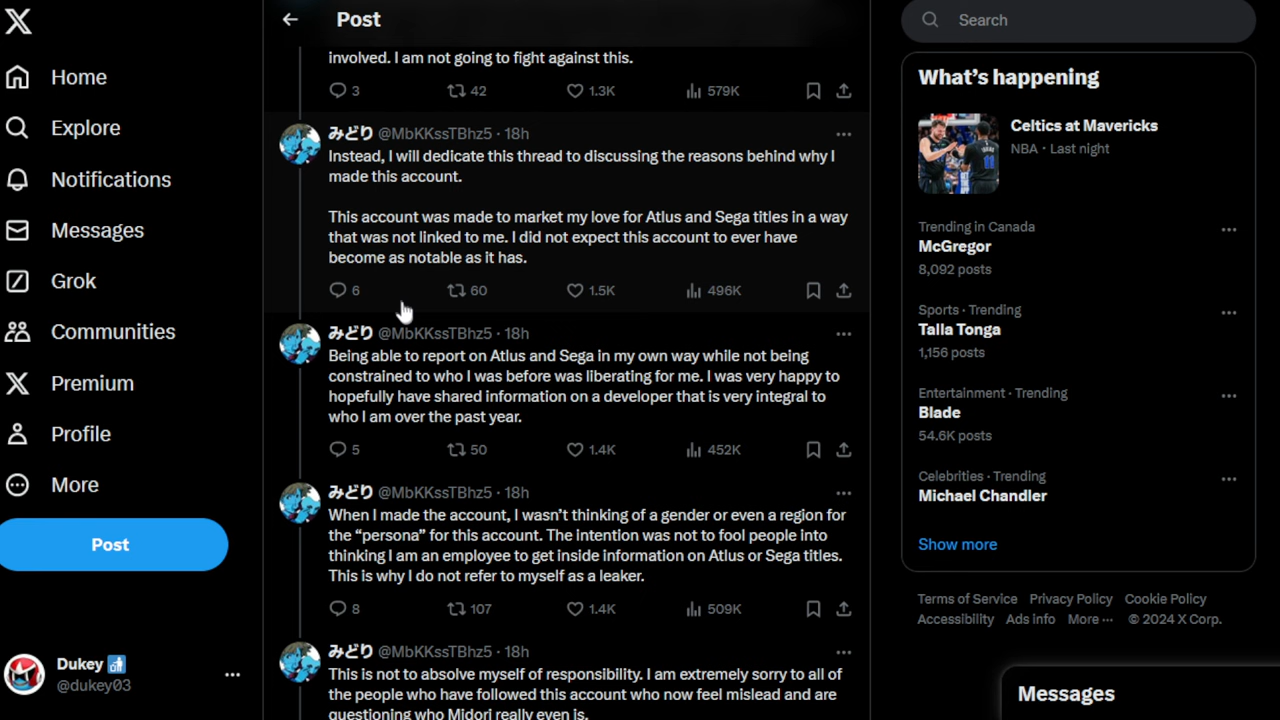 Home
Explore
Notifications
Messages
Grok
Communities
Premium
Profile
More
Post
Dukey
@dukey03
Post
involved. I am not going to fight against this.
3 42 1.3K 579K
みどり @MbKKssTBhz5 · 18h
Instead, I will dedicate this thread to discussing the reasons behind why I
made this account.
This account was made to market my love for Atlus and Sega titles in a way
that was not linked to me. I did not expect this account to ever have
become as notable as it has.
6 60 1.5K 496K
みどり @MbKKssTBhz5 · 18h
Being able to report on Atlus and Sega in my own way while not being
constrained to who I was before was liberating for me. I was very happy to
hopefully have shared information on a developer that is very integral to
who I am over the past year.
5 50 1.4K 452K
みどり @MbKKssTBhz5 · 18h
When I made the account, I wasn't thinking of a gender or even a region for
the “persona” for this account. The intention was not to fool people into
thinking I am an employee to get inside information on Atlus or Sega titles.
This is why I do not refer to myself as a leaker.
8 107 1.4K 509K
みどり @MbKKssTBhz5 · 18h
This is not to absolve myself of responsibility. I am extremely sorry to all of
the people who have followed this account who now feel mislead and are
questioning who Midori really even is.
Search
What's happening
Celtics at Mavericks
NBA · Last night
Trending in Canada
McGregor
8,092 posts
Sports · Trending
Talla Tonga
1,156 posts
Entertainment · Trending
Blade
54.6K posts
Celebrities · Trending
Michael Chandler
Show more
Terms of Service Privacy Policy Cookie Policy
Accessibility Ads info More ··· © 2024 X Corp.
Messages